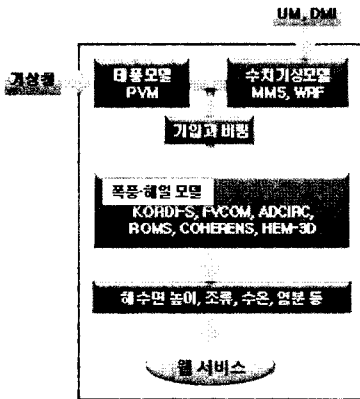 UM, DMI
기상청
태풍모델
PVM
수치기상모델
MM5, WRF
기압과 바람
폭풍·해일 모델
KORDI-S, FVCOM, ADCIRC,
ROMS, COHERENS, HEM-3D
해수면 높이, 조류, 수온, 염분 등
웹 서비스